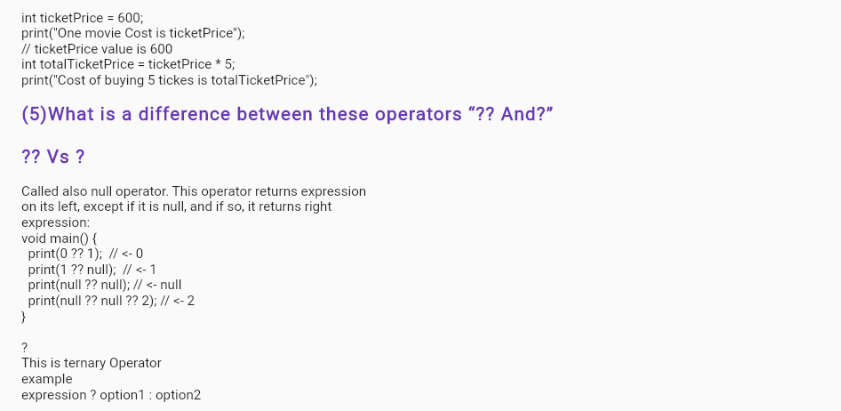 int ticketPrice = 600;
print("One movie Cost is ticketPrice");
// ticketPrice value is 600
int totalTicketPrice = ticketPrice * 5;
print("Cost of buying 5 tickes is totalTicketPrice");
(5)What is a difference between these operators “?? And?”
?? Vs ?
Called also null operator. This operator returns expression
on its left, except if it is null, and if so, it returns right
expression:
void main() {
print(0 ?? 1); // <- 0
print(1 ?? null); // <- 1
print(null ?? null); // <- null
print(null ?? null ?? 2); // <- 2
}
?
This is ternary Operator
example
expression ? option1 : option2